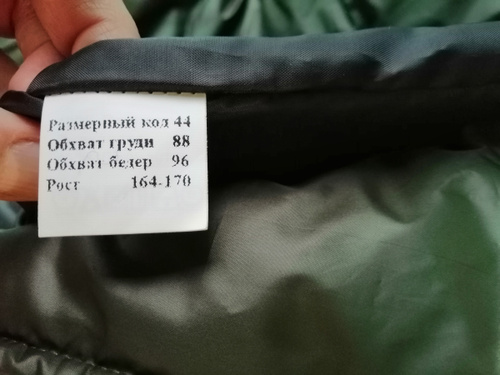 Размерный код 44
Обхват груди 88
Обхват бедер 96
Рост 164-170